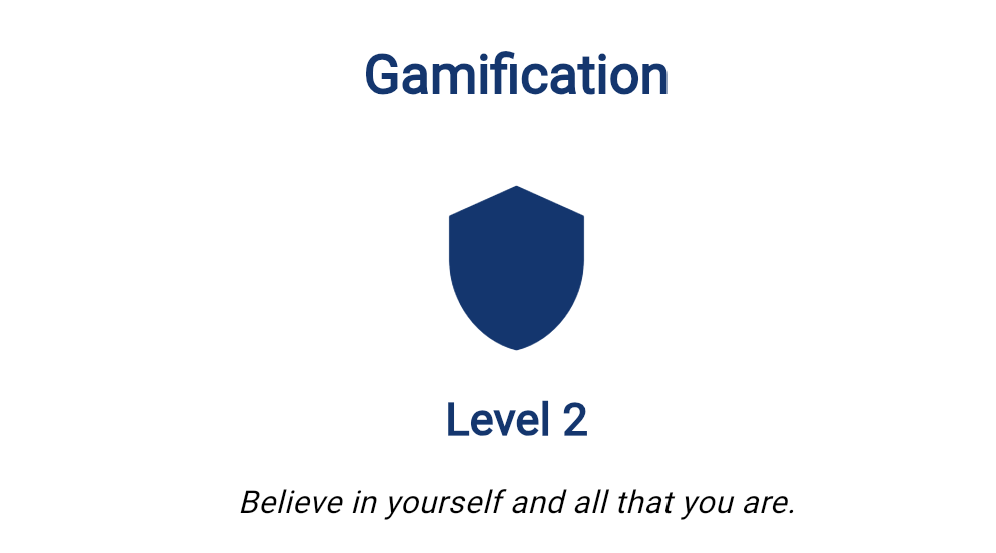 Gamification
Level 2
Believe in yourself and all that you are.